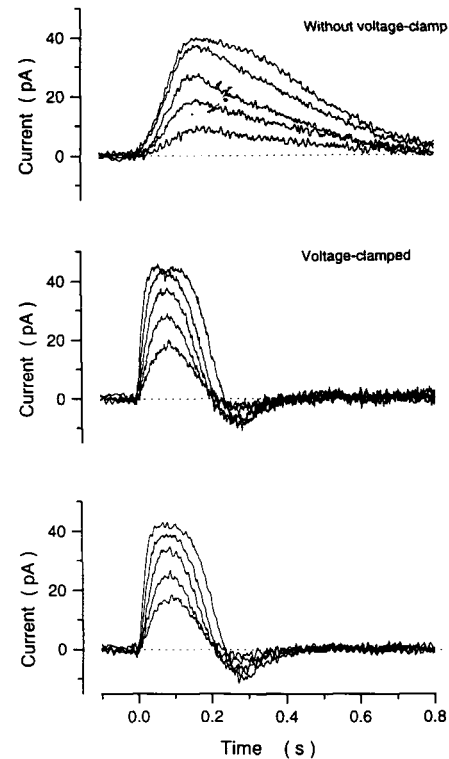 Without voltage-clamp
40
20
0
Current (pA)
Voltage-clamped
40
20
0
Current (pA)
40
20
0
Current (pA)
0.0 0.2 0.4 0.6 0.8
Time (s)